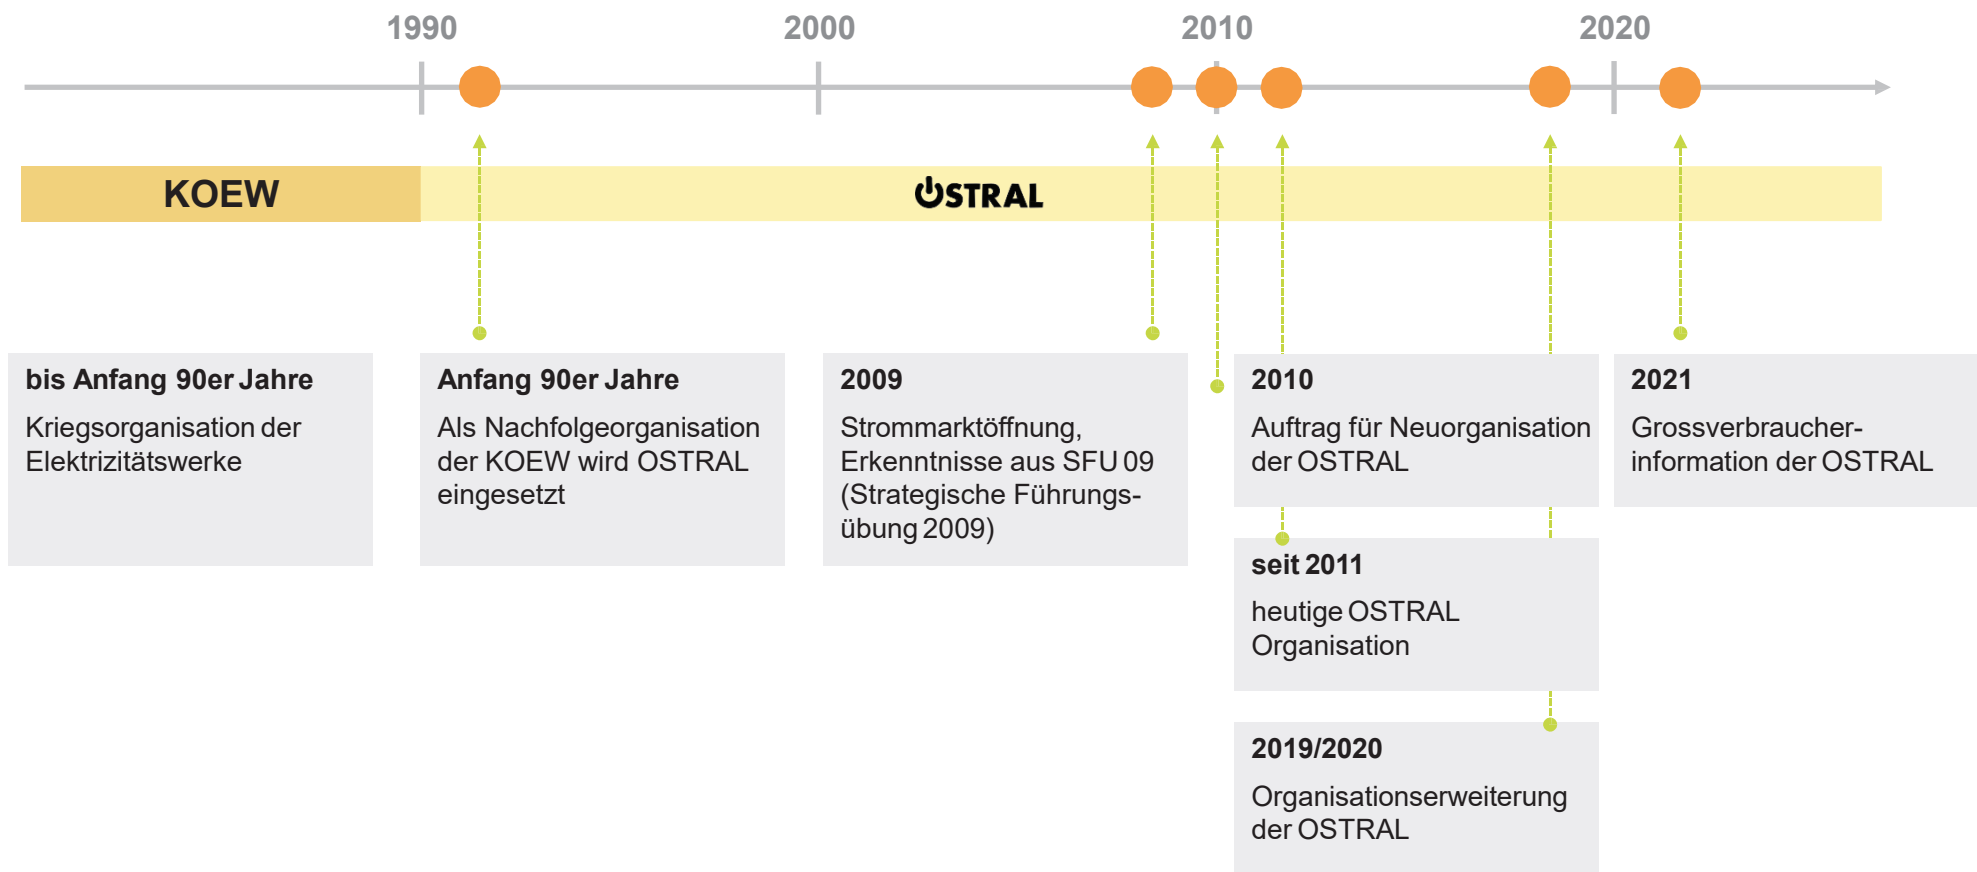 1990
2000
2010
2020
KOEW
OSTRAL
bis Anfang 90er Jahre
Kriegsorganisation der
Elektrizitätswerke
Anfang 90er Jahre
Als Nachfolgeorganisation
der KOEW wird OSTRAL
eingesetzt
2009
Strommarktöffnung,
Erkenntnisse aus SFU 09
(Strategische Führungs-
übung 2009)
2010
Auftrag für Neuorganisation
der OSTRAL
seit 2011
heutige OSTRAL
Organisation
2019/2020
Organisationserweiterung
der OSTRAL
2021
Grossverbraucher-
information der OSTRAL